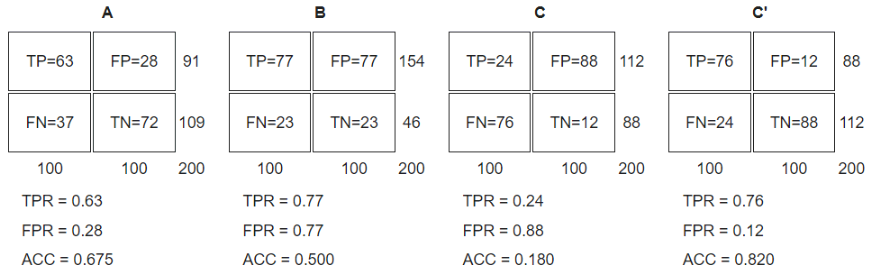 A B C C'
TP=63 FP=28 91 TP=77 FP=77 154 TP=24 FP=88 112 TP=76 FP=12 88
FN=37 TN=72 109 FN=23 TN=23 46 FN=76 TN=12 88 FN=24 TN=88 112
100 100 200 100 100 200 100 100 200 100 100 200
TPR = 0.63 TPR = 0.77 TPR = 0.24 TPR = 0.76
FPR = 0.28 FPR = 0.77 FPR = 0.88 FPR = 0.12
ACC = 0.675 ACC = 0.500 ACC = 0.180 ACC = 0.820